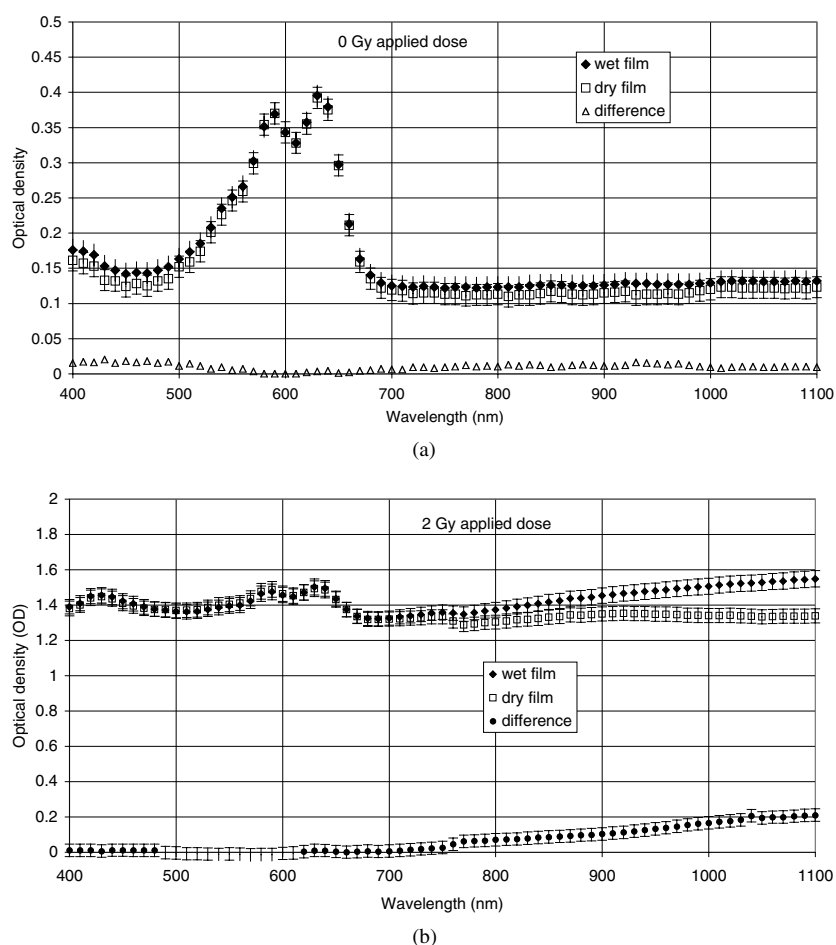 0.5
0 Gy applied dose
0.45
wet film
0.4
dry film
0.35
difference
0.3
Optical density
0.25
0.2
0.15
0.1
0.05
0
400 500 600 700 800 900 1000 1100
Wavelength (nm)
(a)
2
2 Gy applied dose
1.8
1.6
1.4
1.2
Optical density (OD)
wet film
1
dry film
0.8
difference
0.6
0.4
0.2
0
400 500 600 700 800 900 1000 1100
Wavelength (nm)
(b)